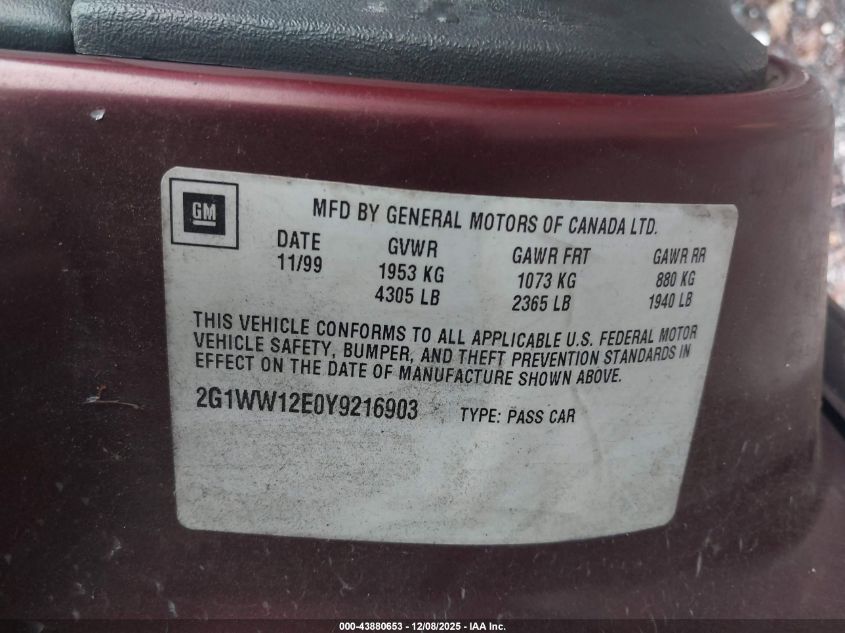 GM
MFD BY GENERAL MOTORS OF CANADA LTD.
DATE GVWR GAWR FRT GAWR RR
11/99 1953 KG 1073 KG 880 KG
4305 LB 2365 LB 1940 LB
THIS VEHICLE CONFORMS TO ALL APPLICABLE U.S. FEDERAL MOTOR
VEHICLE SAFETY, BUMPER, AND THEFT PREVENTION STANDARDS IN
EFFECT ON THE DATE OF MANUFACTURE SHOWN ABOVE.
2G1WW12E0Y9216903 TYPE: PASS CAR
000-43880653 - 12/08/2025 - IAA Inc.